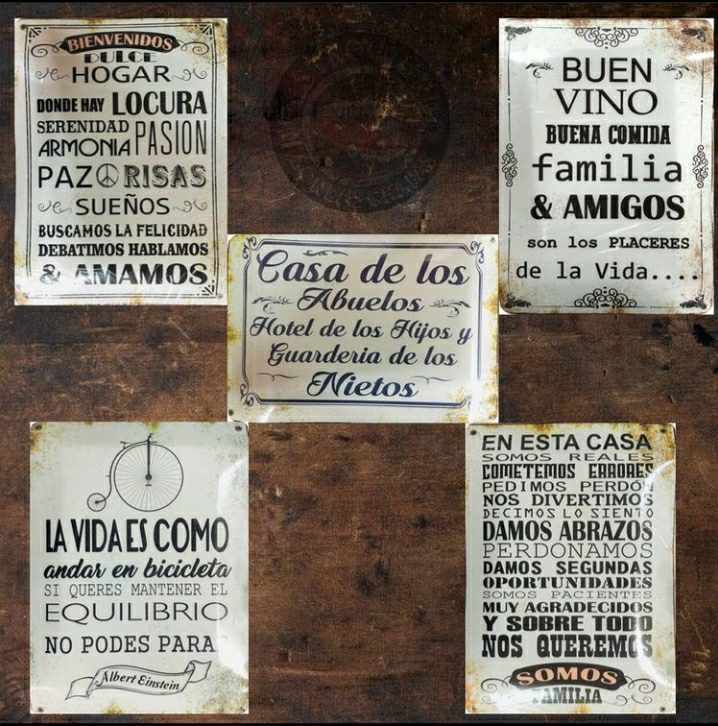 BIENVENIDOS
DULCE
HOGAR
DONDE HAY LOCURA
SERENIDAD
ARMONIA PASION
PAZ RISAS
SUEÑOS
BUSCAMOS LA FELICIDAD
DEBATIMOS HABLAMOS
& AMAMOS
BUEN
VINO
BUENA COMIDA
familia
& AMIGOS
son los PLACERES
de la Vida....
Casa de los
Abuelos
Hotel de los Hijos y
Guarderia de los
Nietos
LA VIDA ES COMO
andar en bicicleta
SI QUERES MANTENER EL
EQUILIBRIO
NO PODES PARA
Albert Einstein
EN ESTA CASA
SOMOS REALES
COMETEMOS ERRORES
PEDIMOS PERDÓN
NOS DIVERTIMOS
DECIMOS LO SIENTO
DAMOS ABRAZOS
PERDONAMOS
DAMOS SEGUNDAS
OPORTUNIDADES
SOMOS PACIENTES
MUY AGRADECIDOS
Y SOBRE TODO
NOS QUEREMOS
SOMOS
FAMILIA